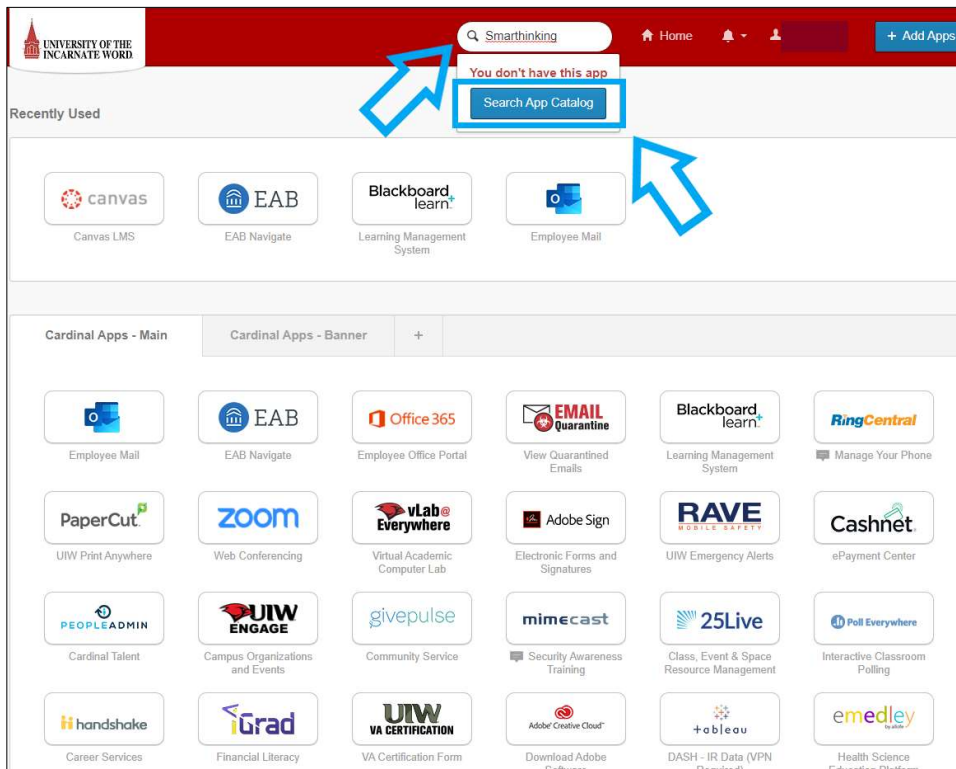 UNIVERSITY OF THE
INCARNATE WORD
Smarthinking
Home
+ Add Apps
You don't have this app
Search App Catalog
Recently Used
canvas
EAB
Blackboard
learn
Canvas LMS
EAB Navigate
Learning Management
System
Employee Mail
Cardinal Apps - Main
Cardinal Apps - Banner
+
EAB
Office 365
EMAIL
Quarantine
Blackboard
learn
RingCentral
Employee Mail
EAB Navigate
Employee Office Portal
View Quarantined
Emails
Learning Management
System
Manage Your Phone
PaperCut
zoom
vLab@
Everywhere
Adobe Sign
RAVE
MOBILE SAFETY
Cashnet
UIW Print Anywhere
Web Conferencing
Virtual Academic
Computer Lab
Electronic Forms and
Signatures
UIW Emergency Alerts
ePayment Center
PEOPLEADMIN
UIW
ENGAGE
givepulse
mimecast
25Live
Poll Everywhere
Cardinal Talent
Campus Organizations
and Events
Community Service
Security Awareness
Training
Class, Event & Space
Resource Management
Interactive Classroom
Polling
handshake
iGrad
UIW
VA CERTIFICATION
Adobe Creative Cloud
+ableau
emedley
Career Services
Financial Literacy
VA Certification Form
Download Adobe
Software
DASH - IR Data (VPN
Required)
Health Science
Education Platform